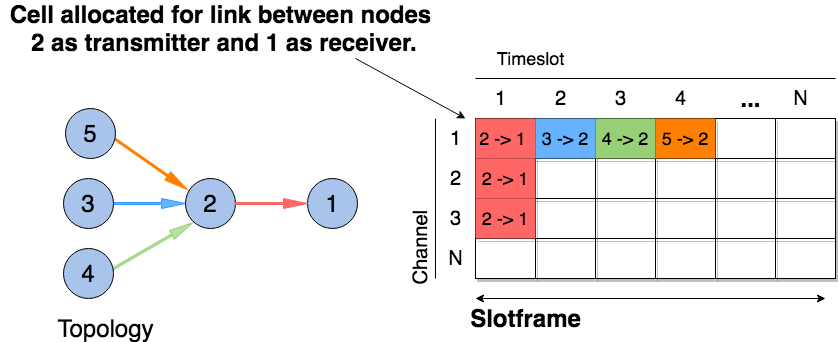 Cell allocated for link between nodes
2 as transmitter and 1 as receiver.
Timeslot
1 2 3 4 ... N
5
3 2 1
4
Topology
Channel
1 2 -> 1 3 -> 2 4 -> 2 5 -> 2
2 2 -> 1
3 2 -> 1
N
Slotframe